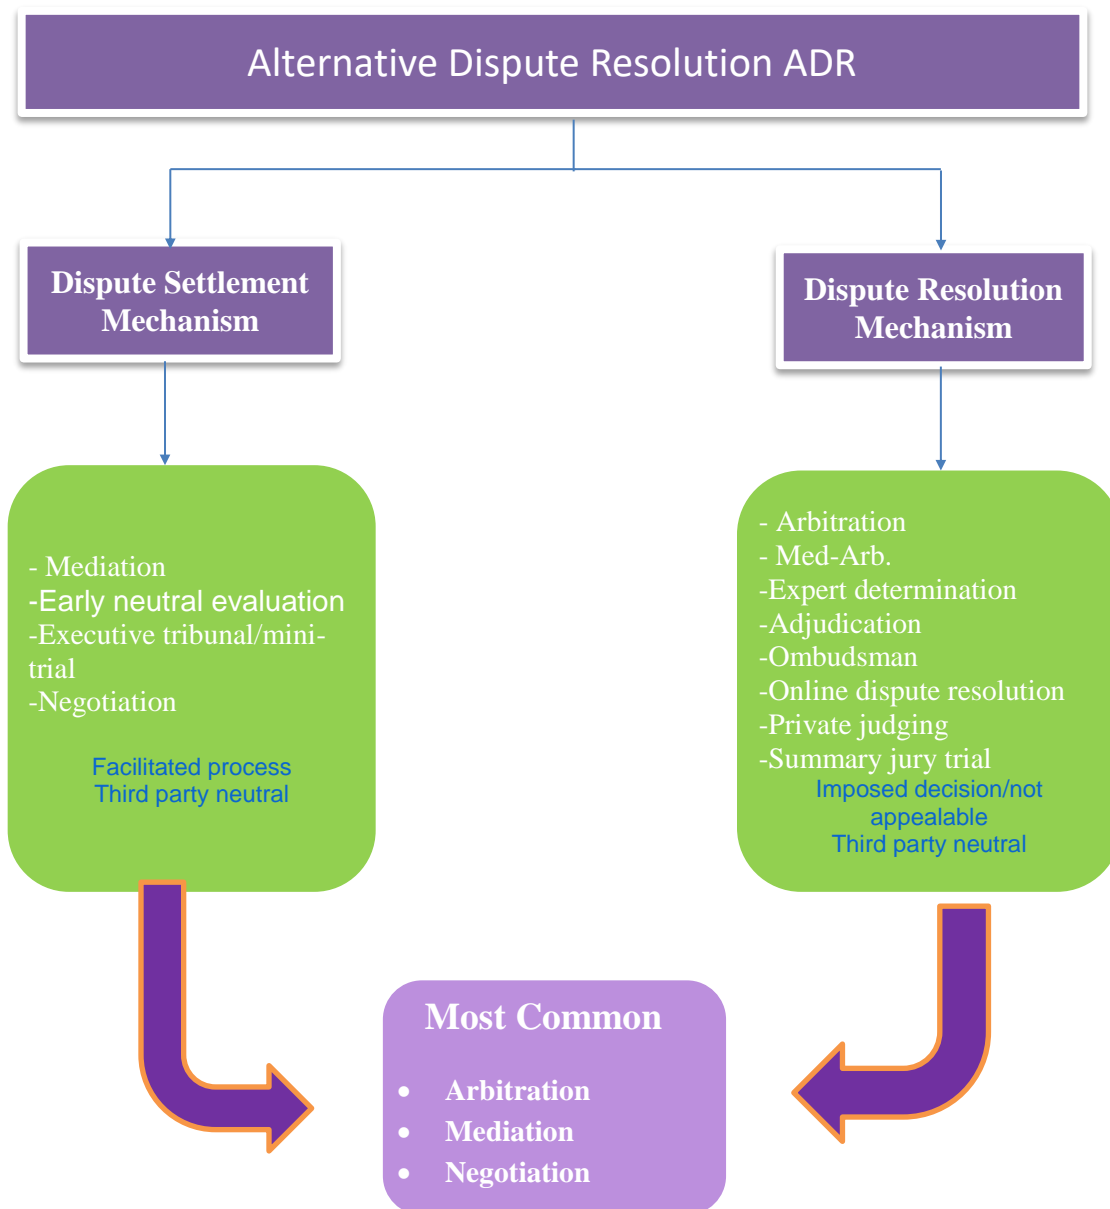 Alternative Dispute Resolution ADR
Dispute Settlement
Mechanism
Dispute Resolution
Mechanism
- Mediation
-Early neutral evaluation
-Executive tribunal/mini-
trial
-Negotiation
Facilitated process
Third party neutral
- Arbitration
- Med-Arb.
-Expert determination
-Adjudication
-Ombudsman
-Online dispute resolution
-Private judging
-Summary jury trial
Imposed decision/not
appealable
Third party neutral
Most Common
• Arbitration
• Mediation
• Negotiation